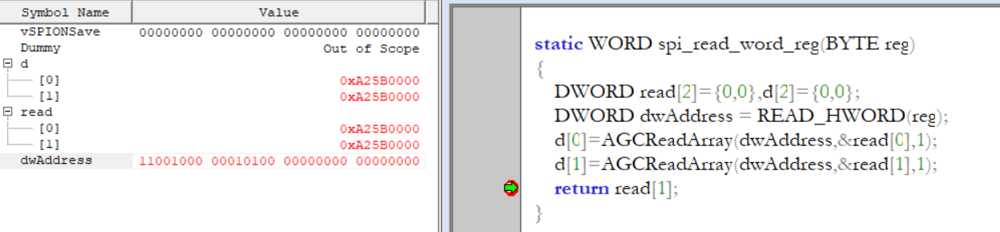 Symbol Name Value
vSPIONSave 00000000 00000000 00000000 00000000
Dummy Out of Scope
d
[0] 0xA25B0000
[1] 0xA25B0000
read
[0] 0xA25B0000
[1] 0xA25B0000
dwAddress 11001000 00010100 00000000 00000000
static WORD spi_read_word_reg(BYTE reg)
{
DWORD read[2]={0,0},d[2]={0,0};
DWORD dwAddress = READ_HWORD(reg);
d[0]=AGCReadArray(dwAddress,&read[0],1);
d[1]=AGCReadArray(dwAddress,&read[1],1);
return read[1];
}